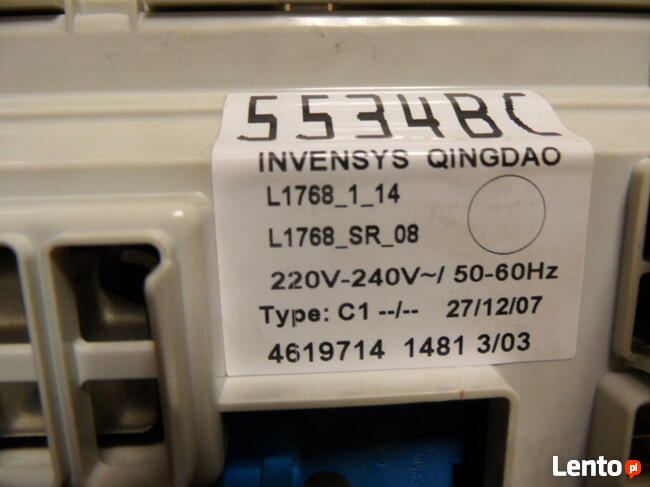 5534BC
INVENSYS QINGDAO
L1768_1_14
L1768_SR_08
220V-240V~/ 50-60Hz
Type: C1 --/-- 27/12/07
4619714 1481 3/03
Lento.pl